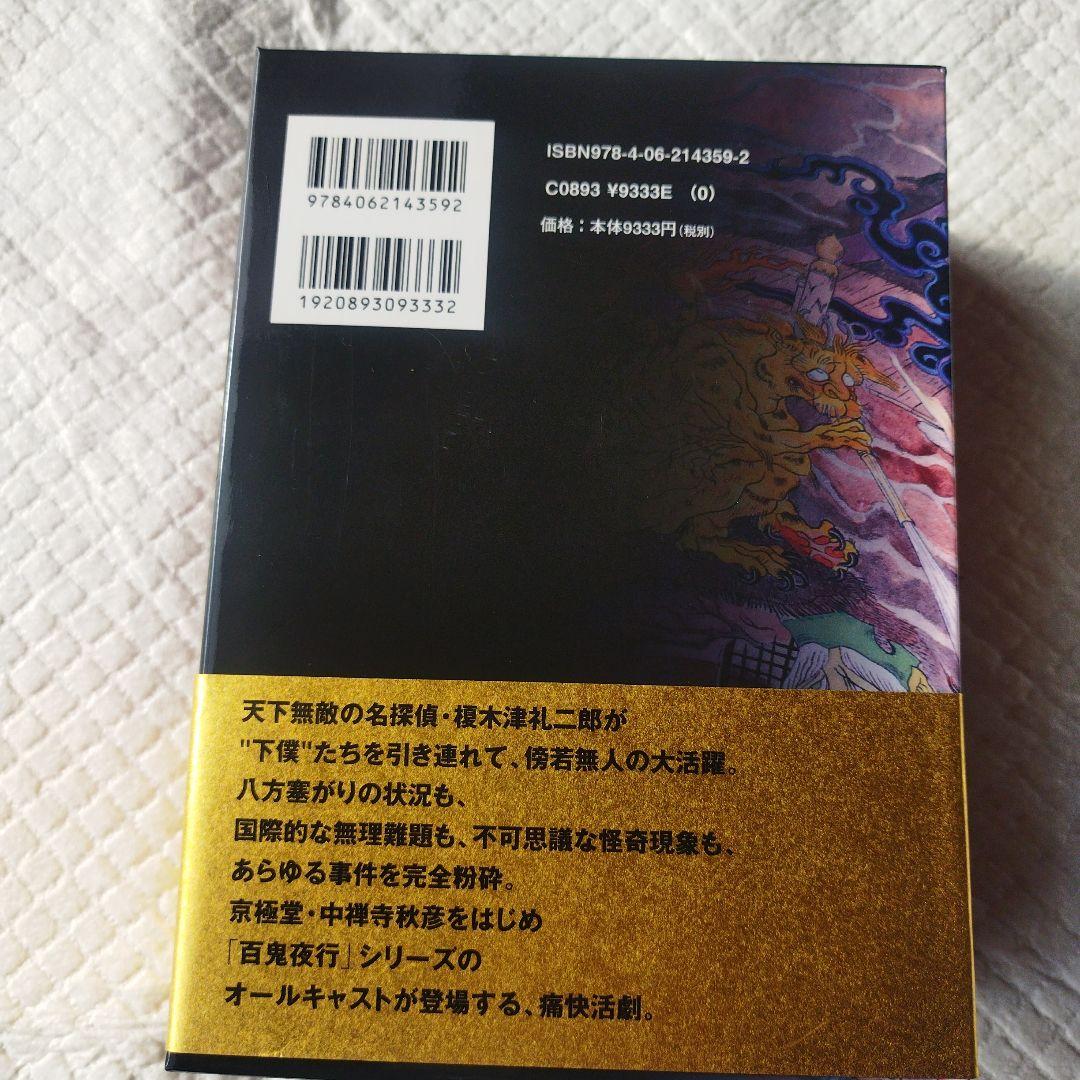 9784062143592
1920893093332
ISBN978-4-06-214359-2
C0893 ¥9333E (0)
価格：本体9333円(税別)
天下無敵の名探偵・榎木津礼二郎が
"下僕"たちを引き連れて、傍若無人の大活躍。
八方塞がりの状況も、
国際的な無理難題も、不可思議な怪奇現象も、
あらゆる事件を完全粉砕。
京極堂・中禅寺秋彦をはじめ
「百鬼夜行」シリーズの
オールキャストが登場する、痛快活劇。